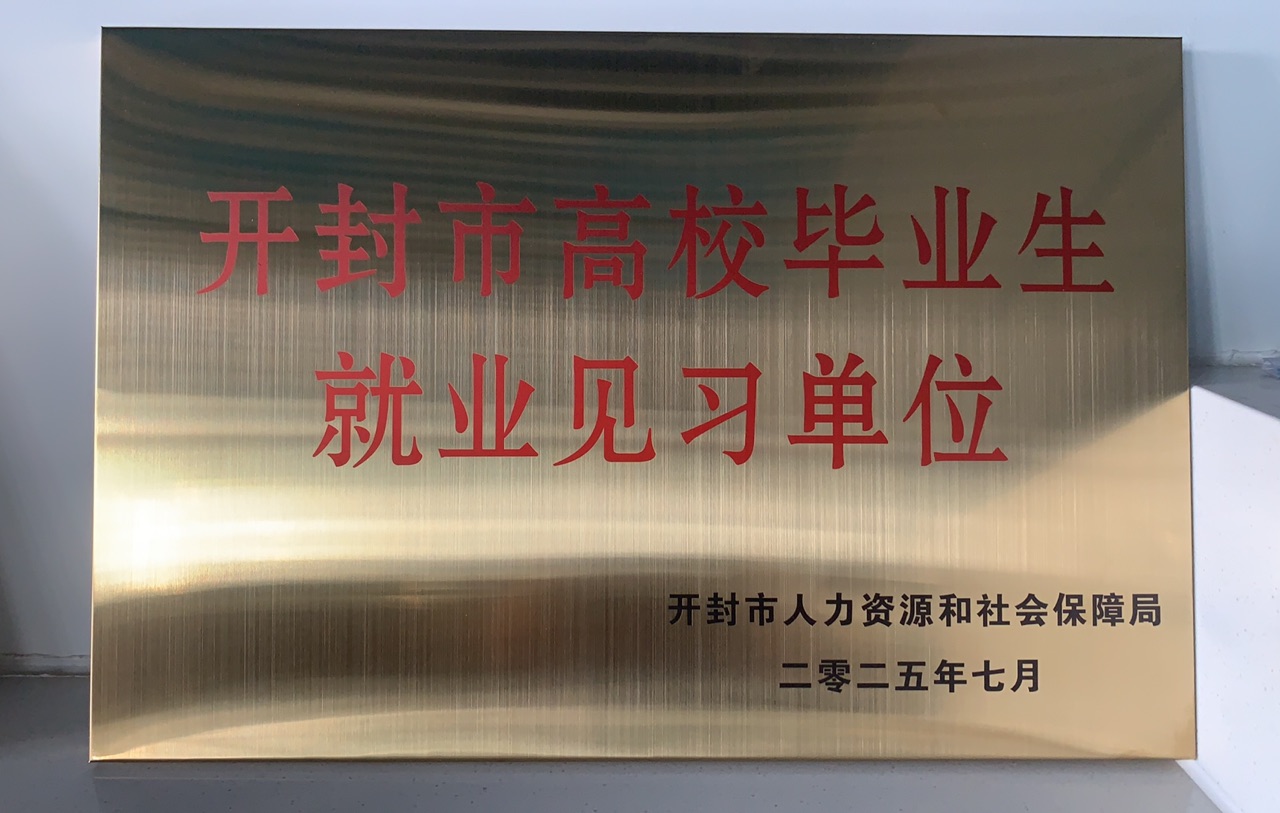 开封市高校毕业生
就业见习单位
开封市人力资源和社会保障局
二零二五年七月